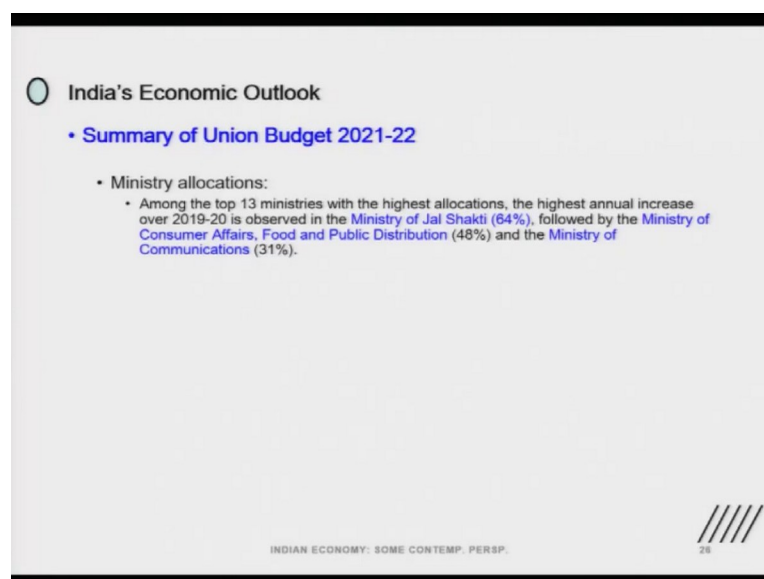 India's Economic Outlook
• Summary of Union Budget 2021-22
• Ministry allocations:
• Among the top 13 ministries with the highest allocations, the highest annual increase
over 2019-20 is observed in the Ministry of Jal Shakti (64%), followed by the Ministry of
Consumer Affairs, Food and Public Distribution (48%) and the Ministry of
Communications (31%).
INDIAN ECONOMY: SOME CONTEMP. PERSP.
26